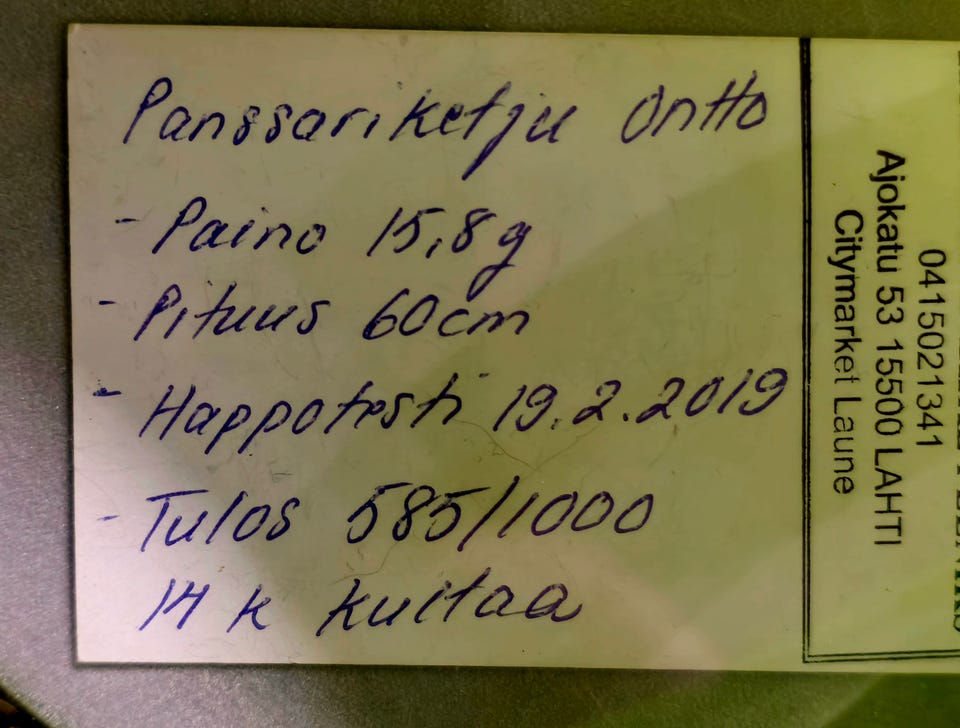 Panssariketju Ontto
- Paino 15,8g
- Pituus 60cm
- Happotesti 19.2.2019
- Tulos 585/1000
14 k kultaa
0415021341
Ajokatu 53 15500 LAHTI
Citymarket Laune